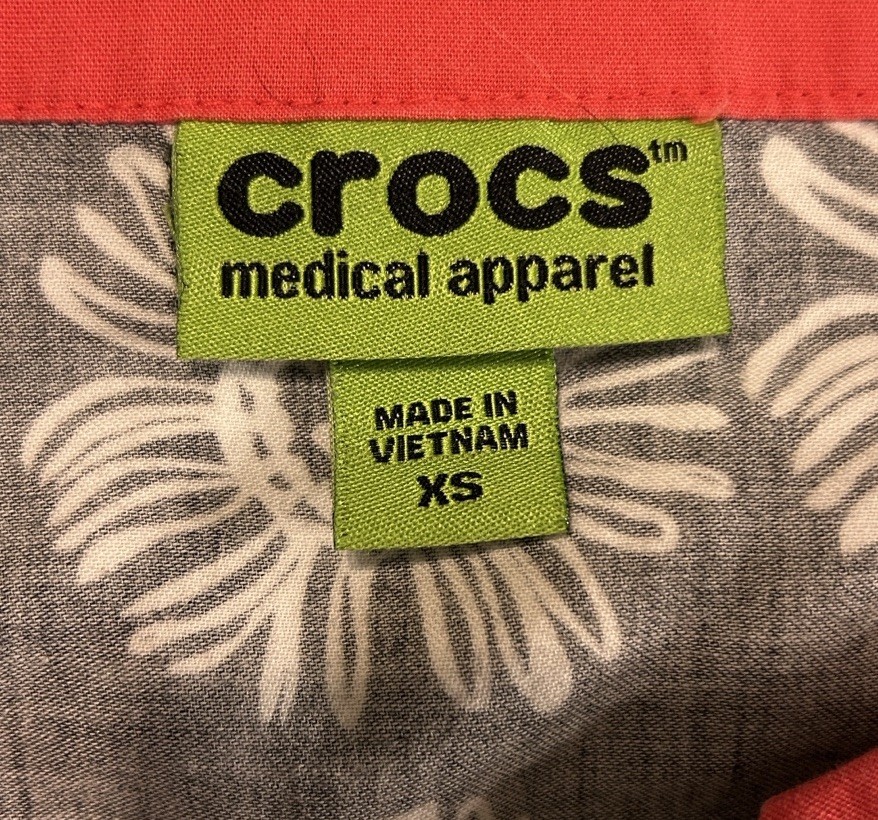 crocs™
medical apparel
MADE IN
VIETNAM
XS